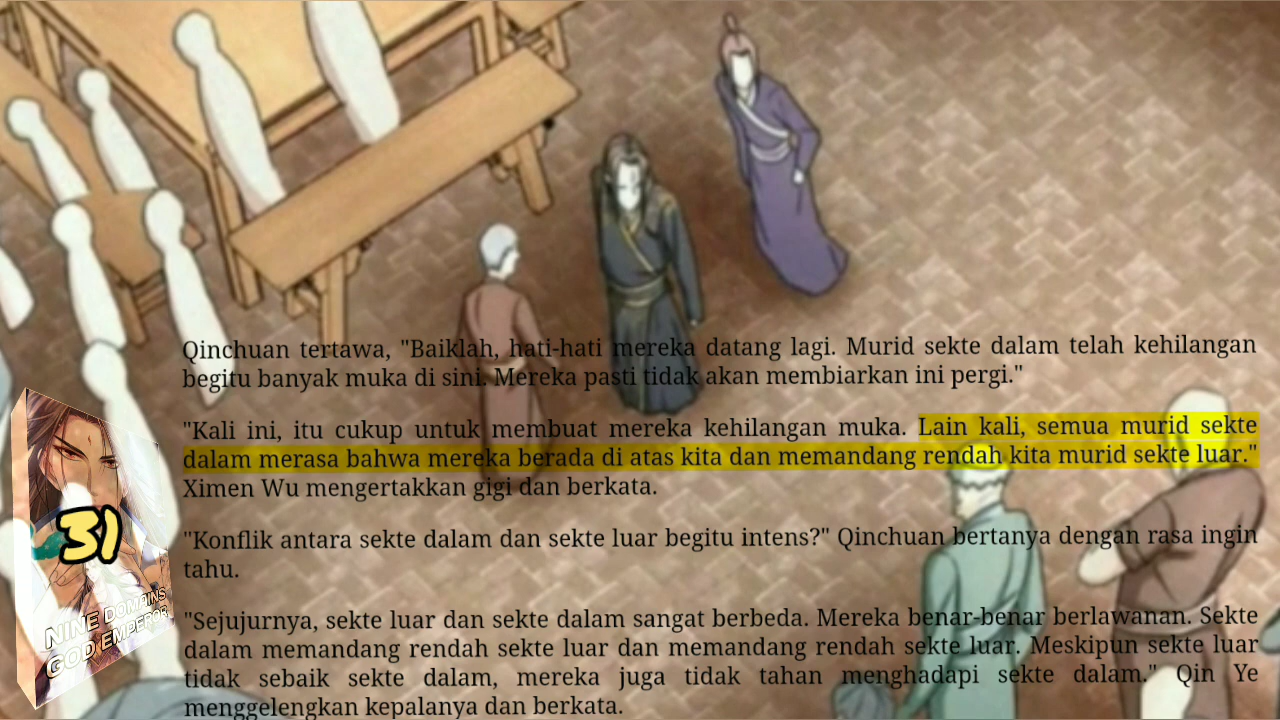 Qinchuan tertawa, "Baiklah, hati-hati mereka datang lagi. Murid sekte dalam telah kehilangan
begitu banyak muka di sini. Mereka pasti tidak akan membiarkan ini pergi."
"Kali ini, itu cukup untuk membuat mereka kehilangan muka. Lain kali, semua murid sekte
dalam merasa bahwa mereka berada di atas kita dan memandang rendah kita murid sekte luar."
Ximen Wu mengertakkan gigi dan berkata.
"Konflik antara sekte dalam dan sekte luar begitu intens?" Qinchuan bertanya dengan rasa ingin
tahu.
"Sejujurnya, sekte luar dan sekte dalam sangat berbeda. Mereka benar-benar berlawanan. Sekte
dalam memandang rendah sekte luar dan memandang rendah sekte luar. Meskipun sekte luar
tidak sebaik sekte dalam, mereka juga tidak tahan menghadapi sekte dalam." Qin Ye
menggelengkan kepalanya dan berkata.
31
NINE DOMAINS
GOD EMPEROR